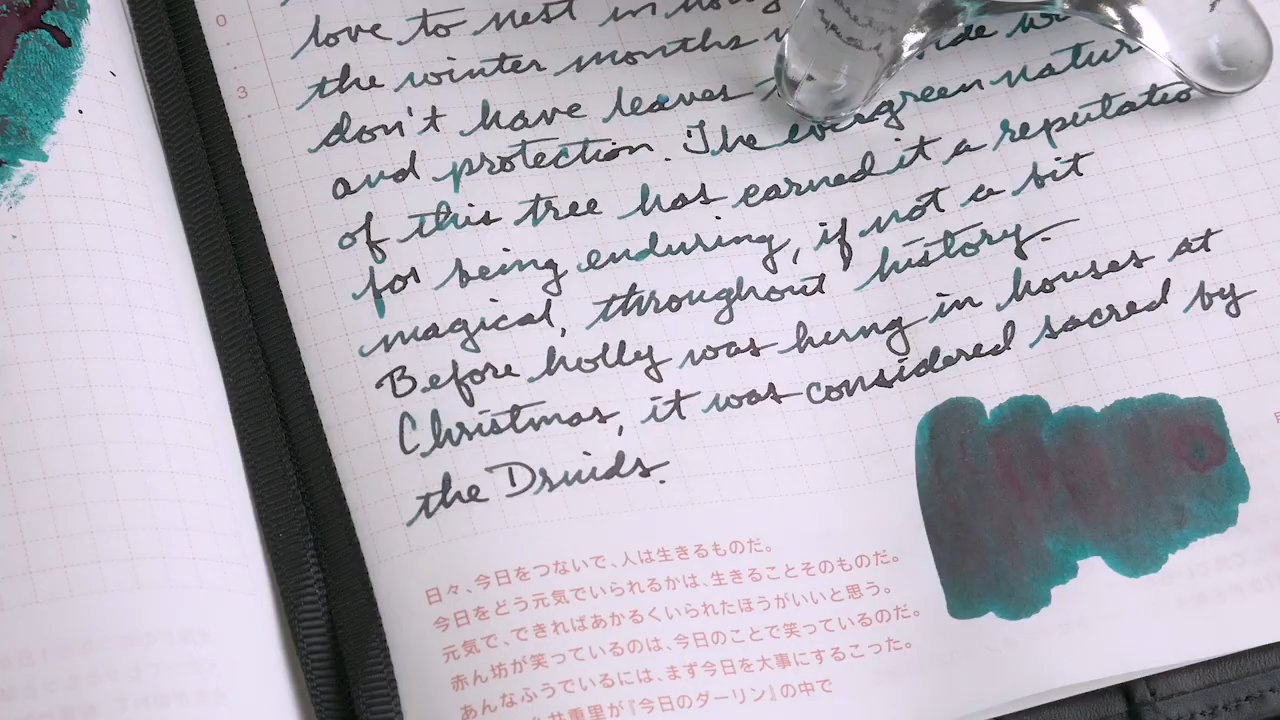 0
3
love to nest in
the winter months
don't have leaves
and protection. The evergreen
of this tree has earned it a
for being enduring, if not a bit
magical, throughout history.
Before holly was hung in houses at
Christmas, it was considered sacred by
the Druids.
日々、今日をつないで、人は生きるものだ。
今日をどう元気でいられるかは、生きることそのものだ。
元気で、できればあかるくいられたほうがいいと思う。
赤ん坊が笑っているのは、今日のことで笑っているのだ。
あんなふうでいるには、まず今日を大事にするこった。
井重里が『今日のダーリン』の中で